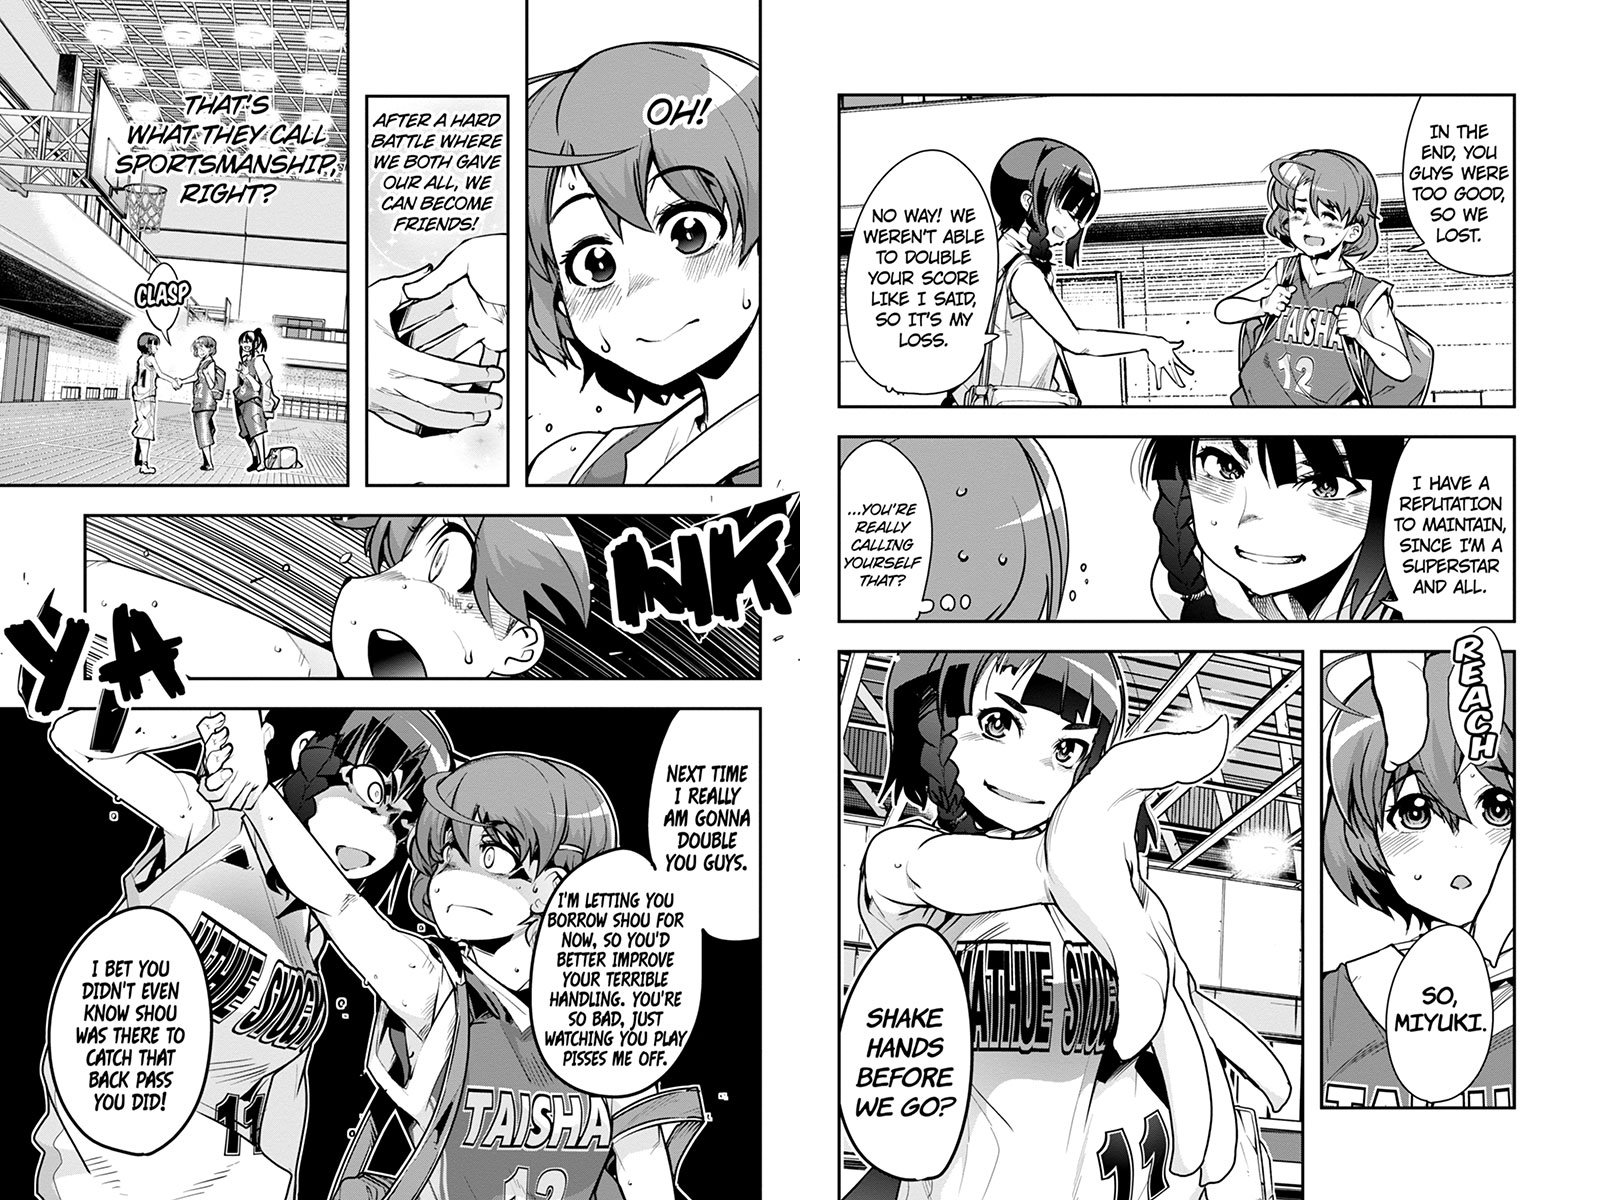 IN THE
END, YOU
GUYS WERE
TOO GOOD,
SO WE
LOST.
NO WAY! WE
WEREN'T ABLE
TO DOUBLE
YOUR SCORE
LIKE I SAID,
SO IT'S MY
LOSS.
TAISHA
12
I HAVE A
REPUTATION
TO MAINTAIN,
SINCE I'M A
SUPERSTAR
AND ALL.
...YOU'RE
REALLY
CALLING
YOURSELF
THAT?
REACH
SO,
MIYUKI.
SHAKE
HANDS
BEFORE
WE GO?
11
OH!
AFTER A HARD
BATTLE WHERE
WE BOTH GAVE
OUR ALL, WE
CAN BECOME
FRIENDS!
THAT'S
WHAT THEY CALL
SPORTSMANSHIP,
RIGHT?
CLASP
YANK
NEXT TIME
I REALLY
AM GONNA
DOUBLE
YOU GUYS.
I'M LETTING YOU
BORROW SHOU FOR
NOW, SO YOU'D
BETTER IMPROVE
YOUR TERRIBLE
HANDLING. YOU'RE
SO BAD, JUST
WATCHING YOU PLAY
PISSES ME OFF.
I BET YOU
DIDN'T EVEN
KNOW SHOU
WAS THERE TO
CATCH THAT
BACK PASS
YOU DID!
11
TAISHA
12